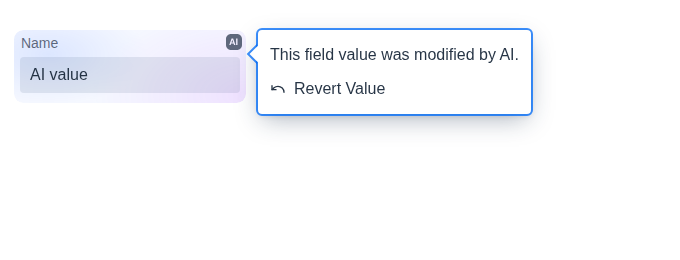 Name
AI
AI value
This field value was modified by AI.
Revert Value